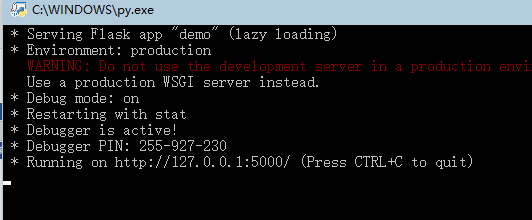 C:\WINDOWS\py.exe
* Serving Flask app "demo" (lazy loading)
* Environment: production
WARNING: Do not use the development server in a production
Use a production WSGI server instead.
* Debug mode: on
* Restarting with stat
* Debugger is active!
* Debugger PIN: 255-927-230
* Running on http://127.0.0.1:5000/ (Press CTRL+C to quit)